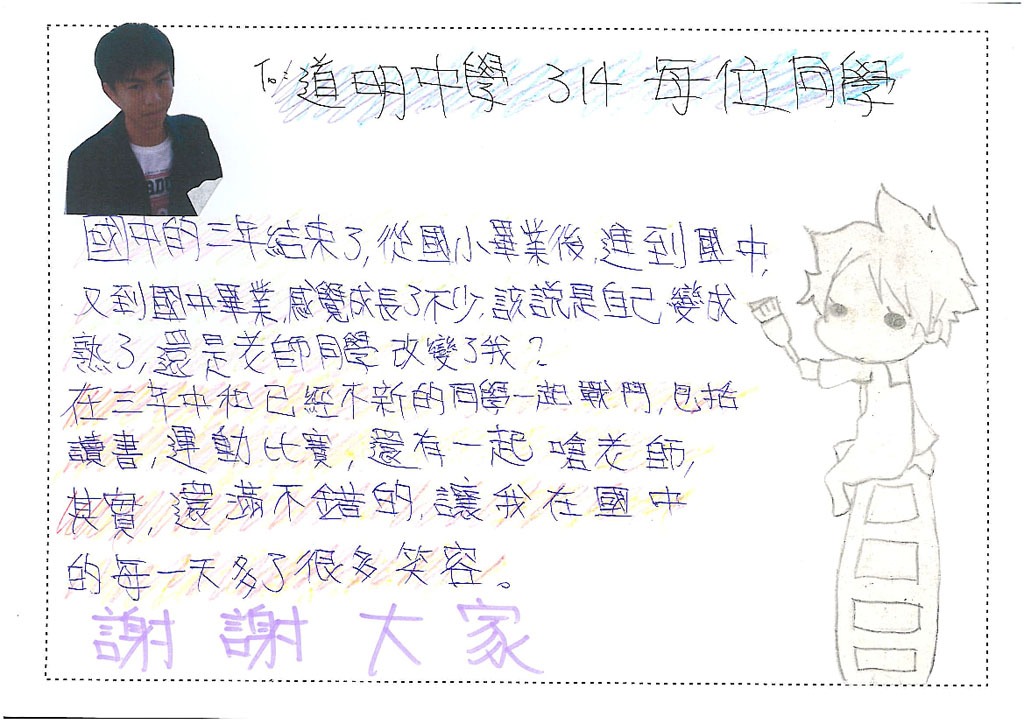 To: 道明中學 314 每位同學
國中的三年結束了,從國小畢業後,進到國中,
又到國中畢業,感覺成長了不少,該說是自己變成
熟了,還是老師同學改變了我?
在三年中和已經不新的同學一起戰鬥,包括
讀書,運動比賽,還有一起嗆老師,
其實,還滿不錯的,讓我在國中
的每一天多了很多笑容。
謝謝大家